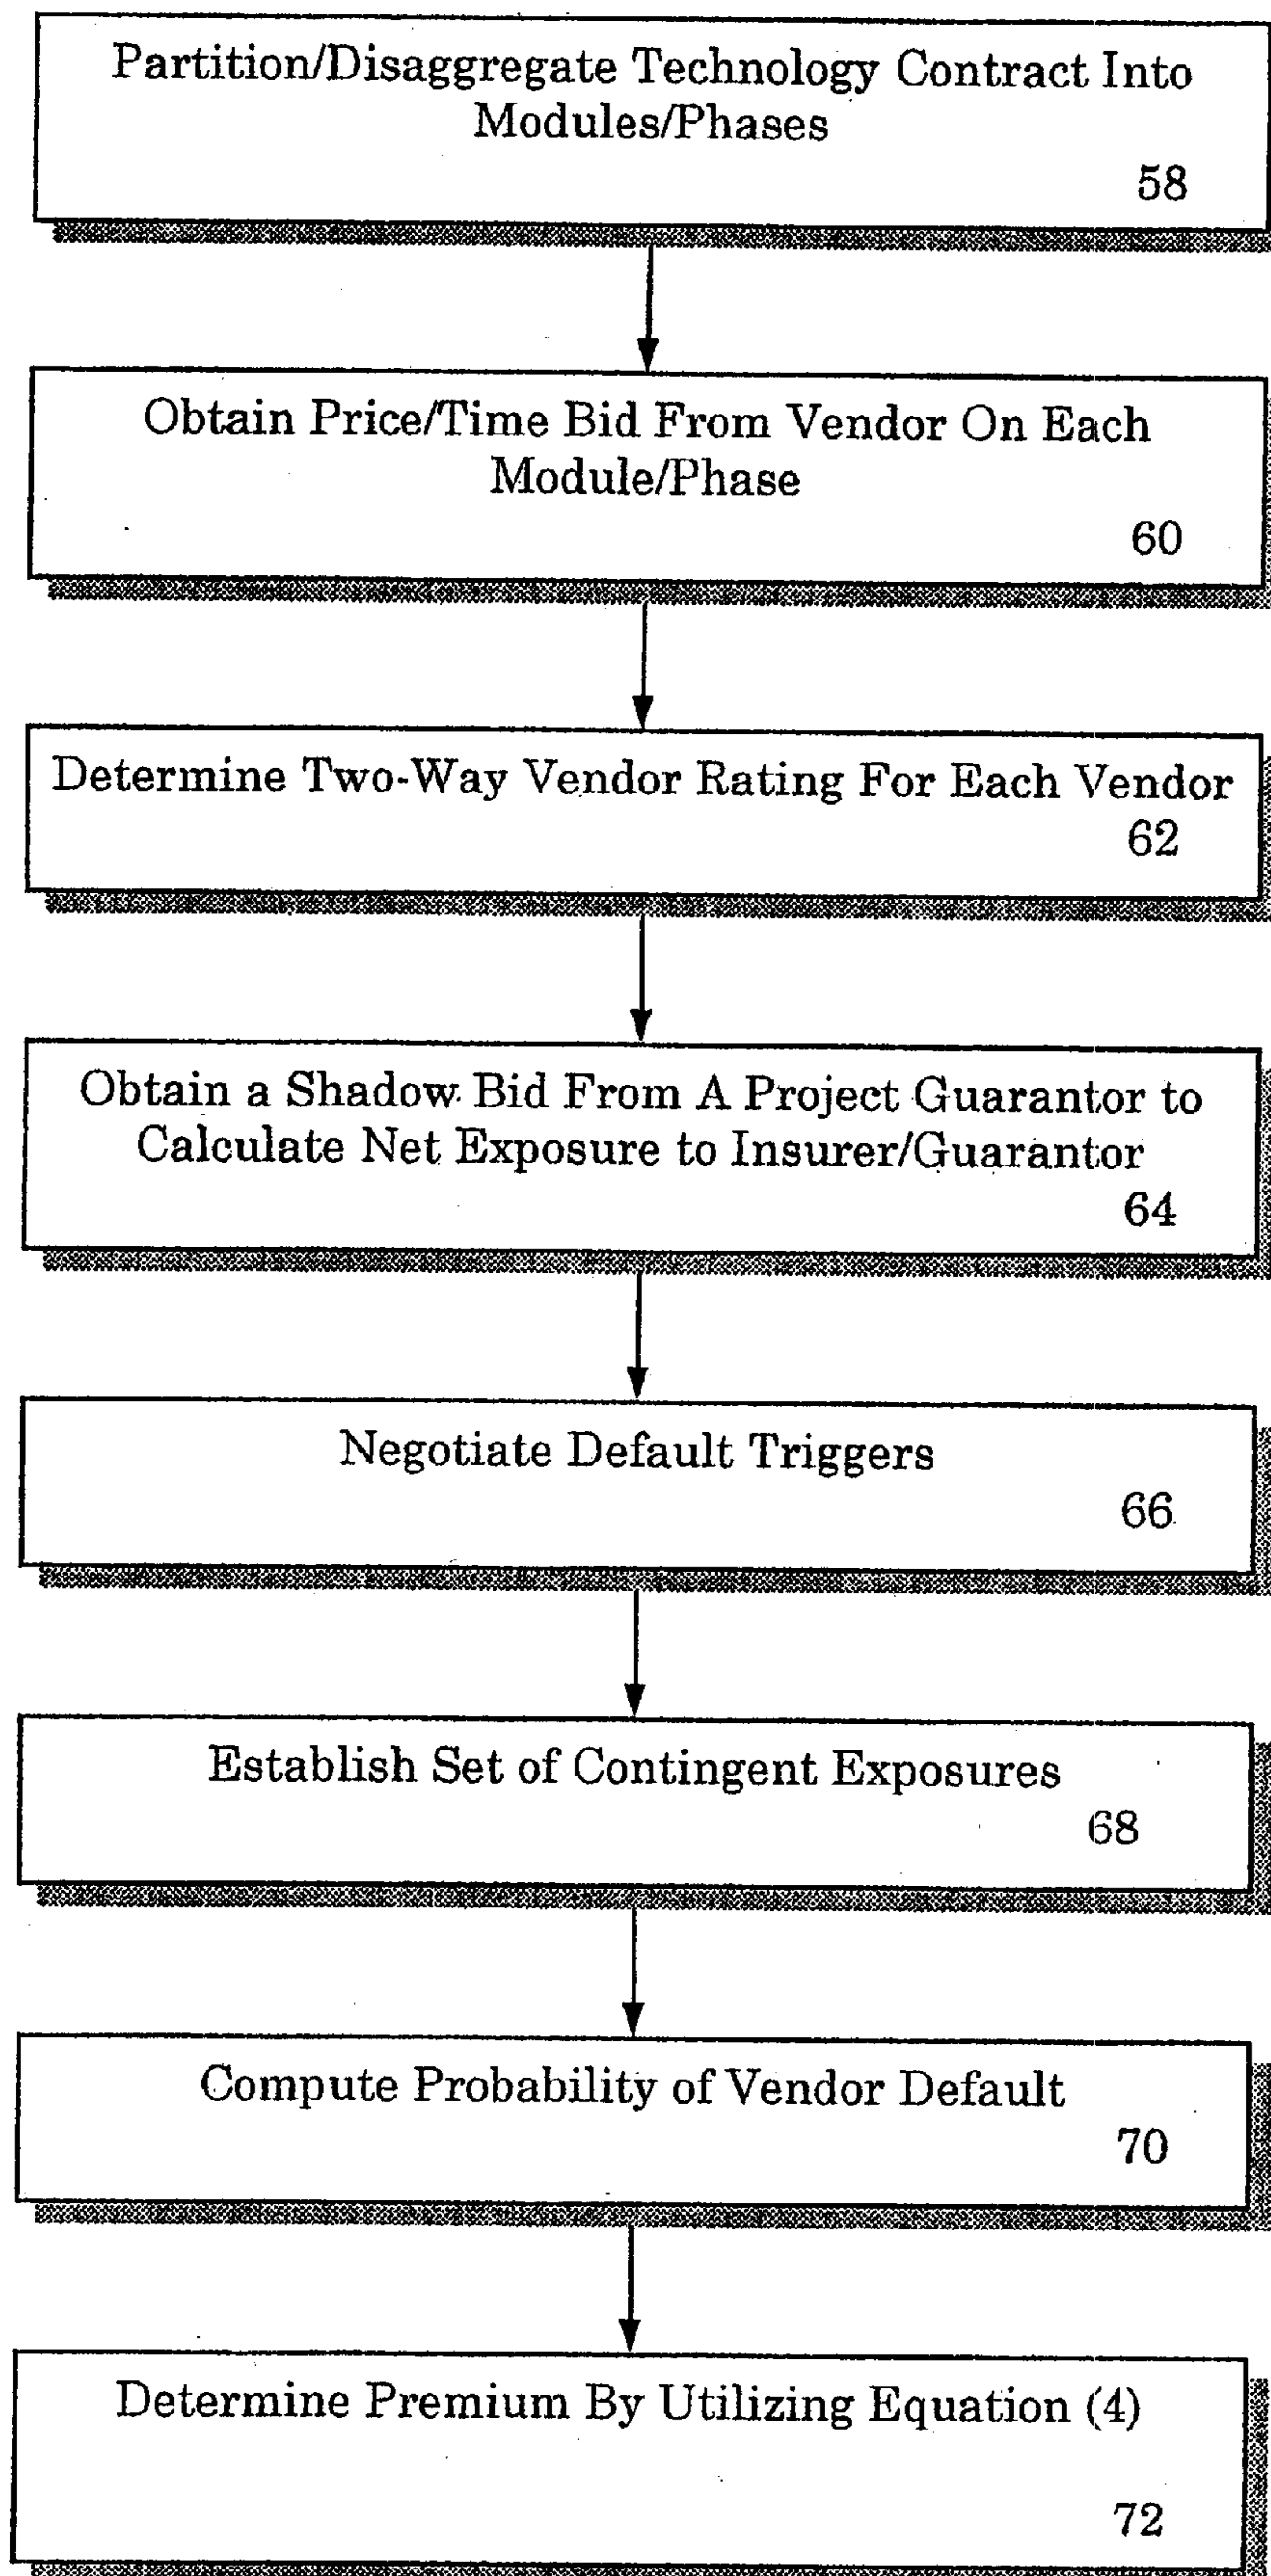 Partition/Disaggregate Technology Contract Into
Modules/Phases
58
Obtain Price/Time Bid From Vendor On Each
Module/Phase
60
Determine Two-Way Vendor Rating For Each Vendor
62
Obtain a Shadow Bid From A Project Guarantor to
Calculate Net Exposure to Insurer/Guarantor
64
Negotiate Default Triggers
66
Establish Set of Contingent Exposures
68
Compute Probability of Vendor Default
70
Determine Premium By Utilizing Equation (4)
72